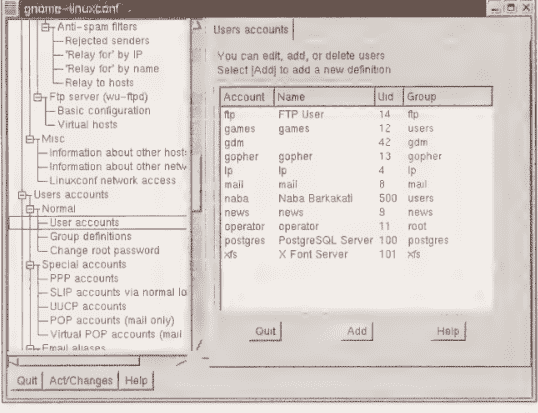 gnome-linuxconf
Anti-spam filters
Rejected senders
"Relay for" by IP
"Relay for" by name
Relay to hosts
Ftp server (wu-ftpd)
Basic configuration
Virtual hosts
Misc
Information about other hosts
Information about other netw
Linuxconf network access
Users accounts
Normal
User accounts
Group definitions
Change root password
Special accounts
PPP accounts
SLIP accounts via normal lo
UUCP accounts
POP accounts (mail only)
Virtual POP accounts (mail
Email aliases
Quit Act/Changes Help
Users accounts
You can edit, add, or delete users
Select [Add] to add a new definition
Account Name Uid Group
ftp FTP User 14 ftp
games games 12 users
gdm 42 gdm
gopher gopher 13 gopher
lp lp 4 lp
mail mail 8 mail
naba Naba Barkakati 500 users
news news 9 news
operator operator 11 root
postgres PostgreSQL Server 100 postgres
xfs X Font Server 101 xfs
Quit Add Help